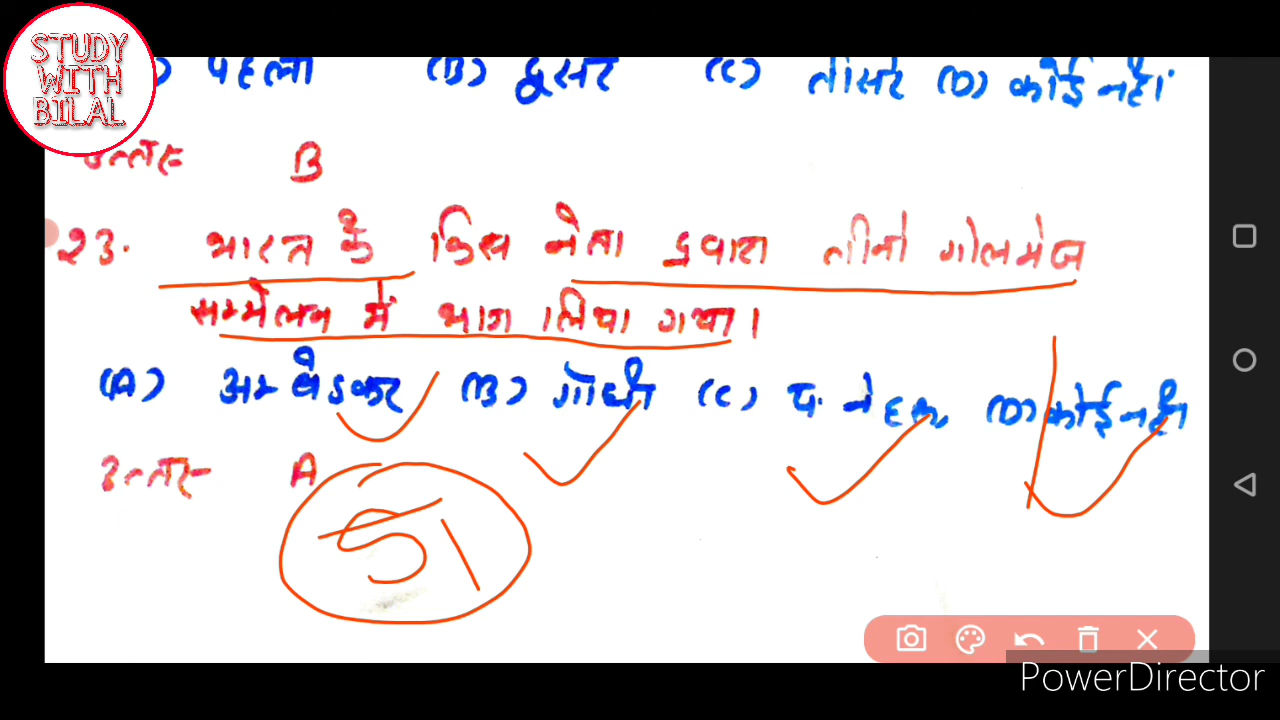 STUDY
WITH
BILAL
) पहला (B) दूसरे (C) तीसरे (D) कोई नहीं।
उत्तर B
23. भारत के किस नेता द्वारा तीनों गोलमेज
सम्मेलन में भाग लिया गया।
(A) अम्बेडकर (B) गाँधी (C) पं. नेहरू (D) कोई नहीं
उत्तर A
51
PowerDirector